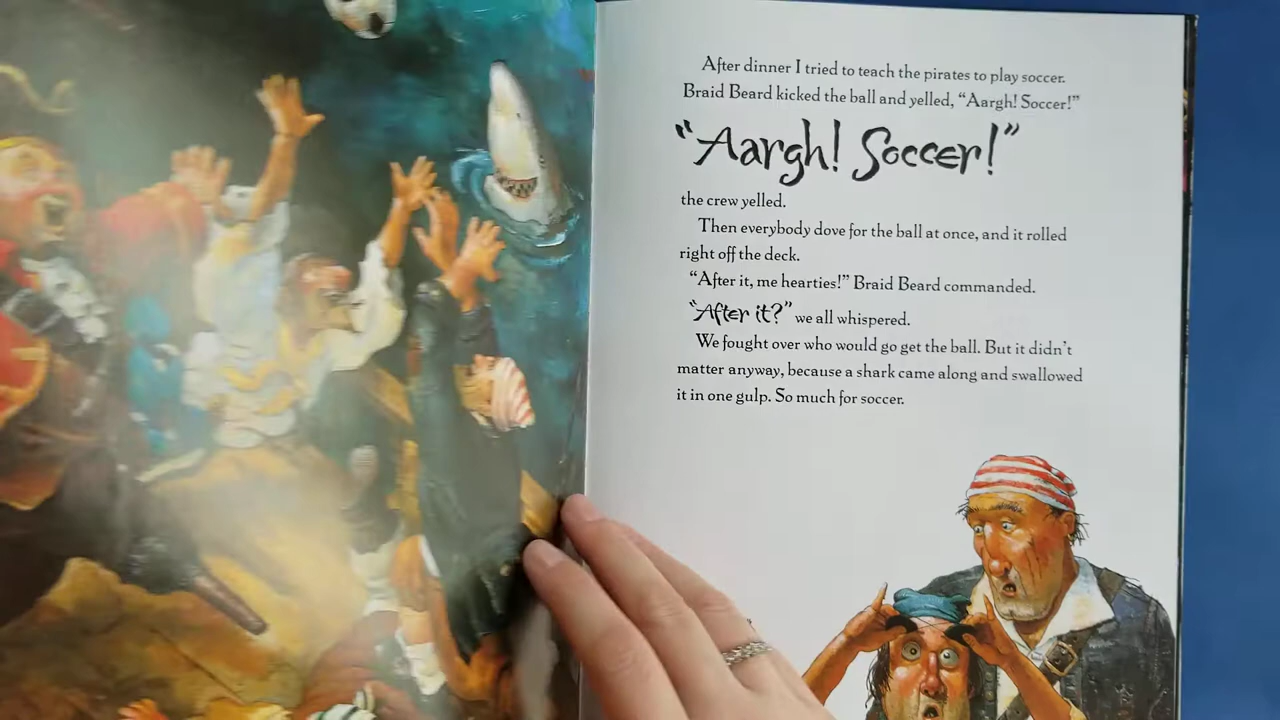 After dinner I tried to teach the pirates to play soccer.
Braid Beard kicked the ball and yelled, “Aargh! Soccer!”
“Aargh! Soccer!”
the crew yelled.
Then everybody dove for the ball at once, and it rolled
right off the deck.
“After it, me hearties!” Braid Beard commanded.
“After it?” we all whispered.
We fought over who would go get the ball. But it didn’t
matter anyway, because a shark came along and swallowed
it in one gulp. So much for soccer.